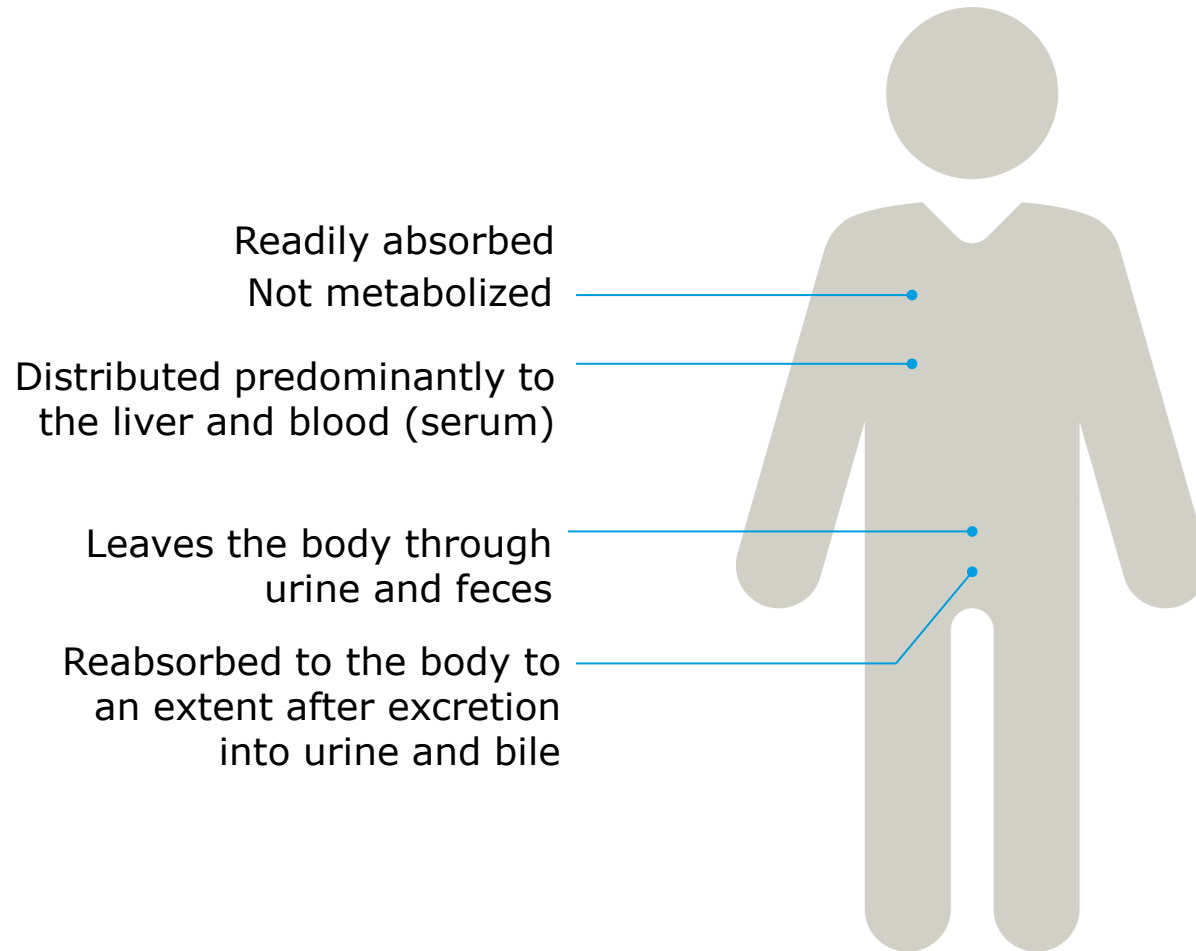 Readily absorbed
Not metabolized
Distributed predominantly to
the liver and blood (serum)
Leaves the body through
urine and feces
Reabsorbed to the body to
an extent after excretion
into urine and bile